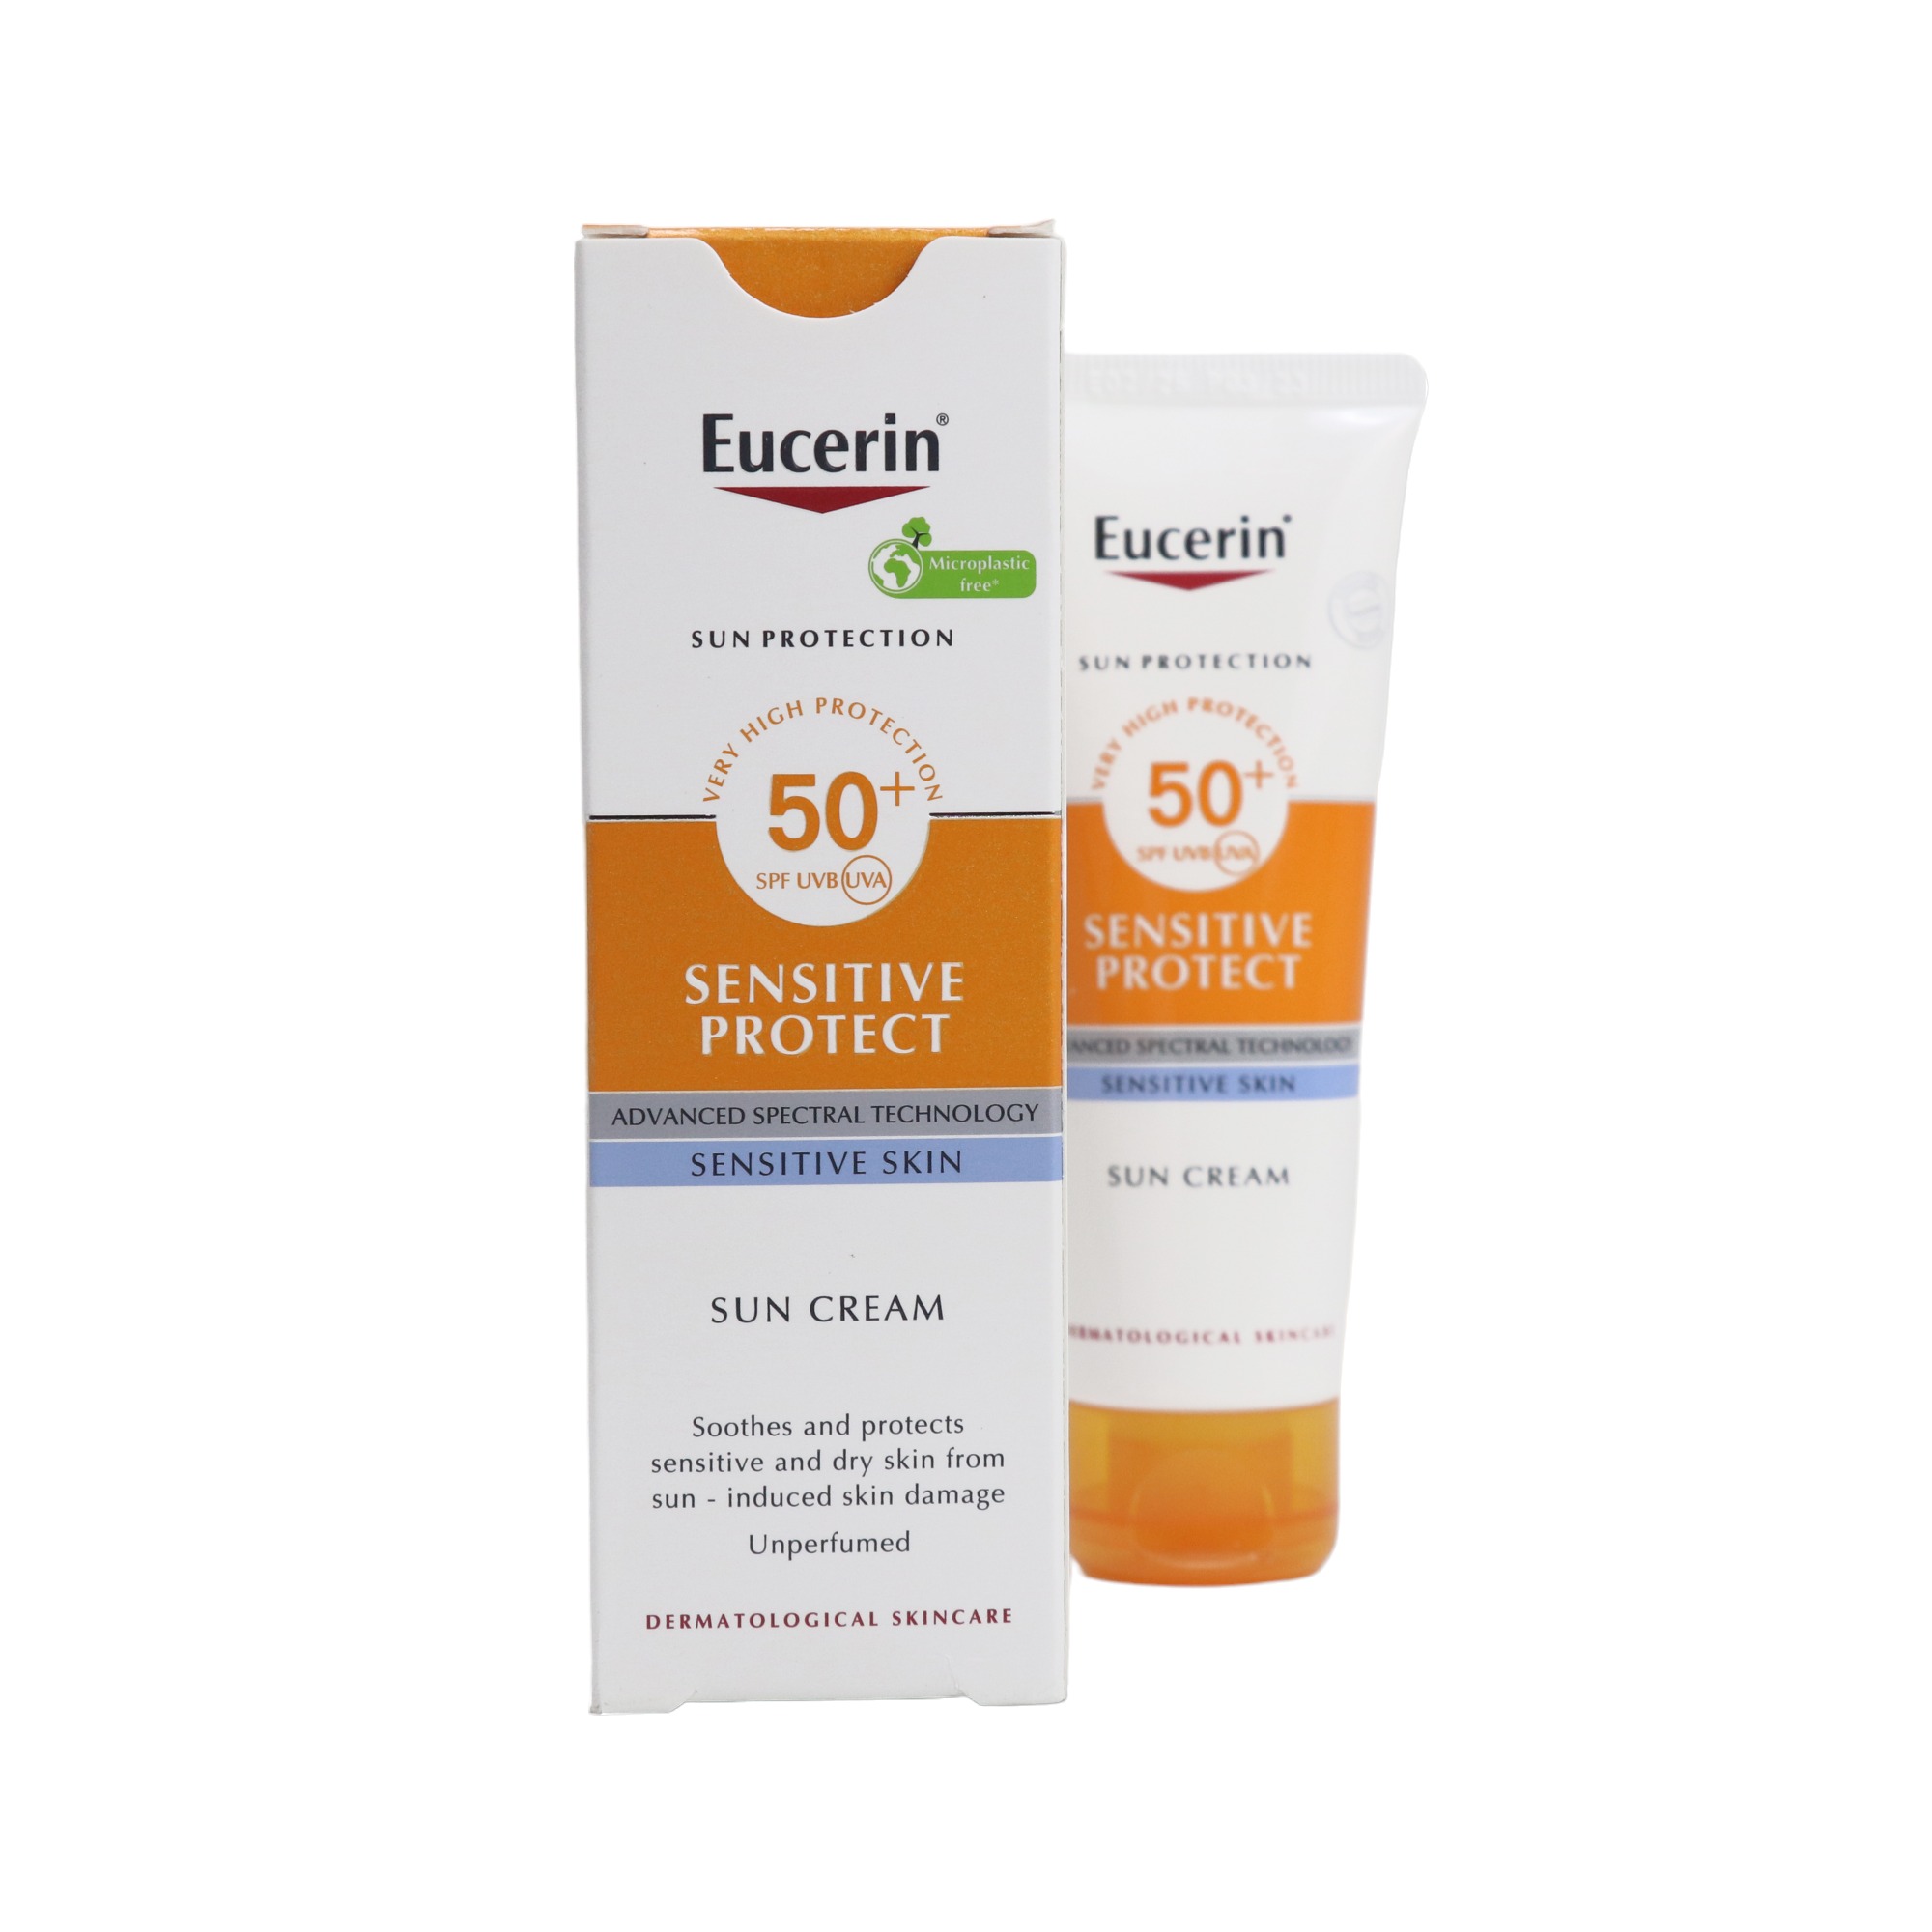 Eucerin®
Microplastic
free*
SUN PROTECTION
VERY HIGH PROTECTION
50+
SPF UVB UVA
SENSITIVE
PROTECT
ADVANCED SPECTRAL TECHNOLOGY
SENSITIVE SKIN
SUN CREAM
Soothes and protects
sensitive and dry skin from
sun - induced skin damage
Unperfumed
DERMATOLOGICAL SKINCARE
Eucerin
SUN PROTECTION
VERY HIGH PROTECTION
50+
SPF UVB UVA
SENSITIVE
PROTECT
SPECTRAL TECHNOLOGY
SENSITIVE SKIN
SUN CREAM
SKINCARE